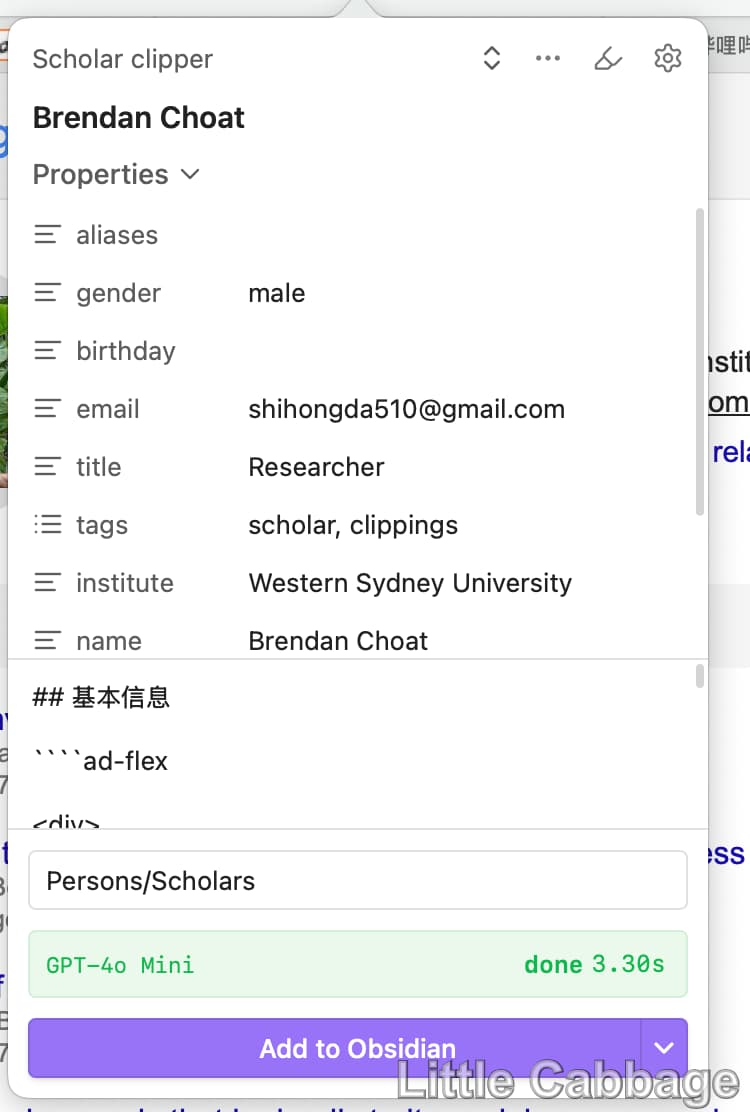 Scholar clipper
Brendan Choat
Properties
aliases
gender male
birthday
email shihongda510@gmail.com
title Researcher
tags scholar, clippings
institute Western Sydney University
name Brendan Choat
## 基本信息
````ad-flex
<div>
Persons/Scholars
GPT-4o Mini done 3.30s
Add to Obsidian
Little Cabbage